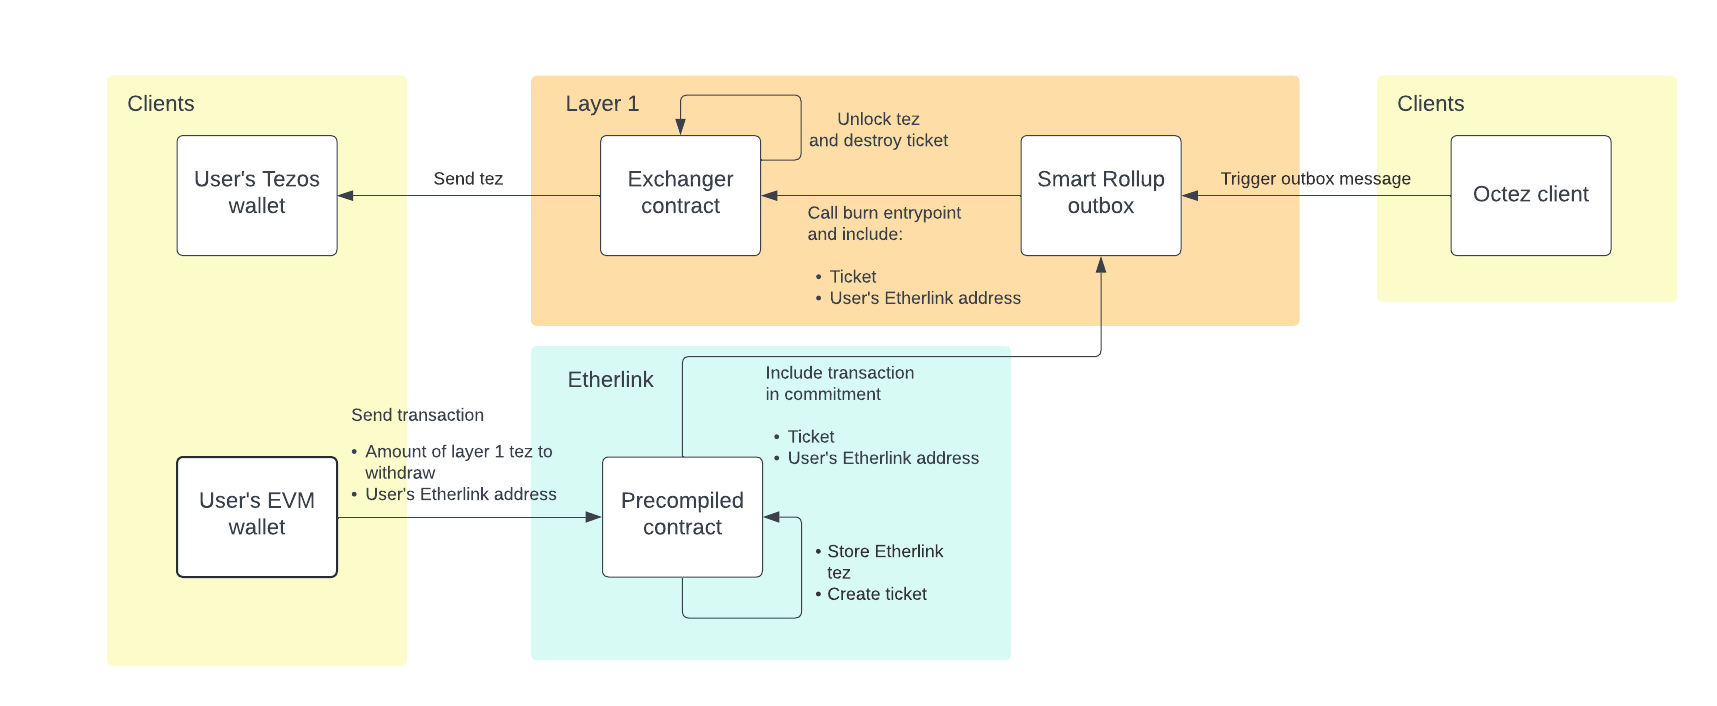 Clients
User's Tezos
wallet
Send tez
Layer 1
Unlock tez
and destroy ticket
Exchanger
contract
Call burn entrypoint
and include:
• Ticket
• User's Etherlink address
Smart Rollup
outbox
Trigger outbox message
Clients
Octez client
Send transaction
• Amount of layer 1 tez to
withdraw
• User's Etherlink address
User's EVM
wallet
Etherlink
Include transaction
in commitment
• Ticket
• User's Etherlink address
Precompiled
contract
• Store Etherlink
tez
• Create ticket